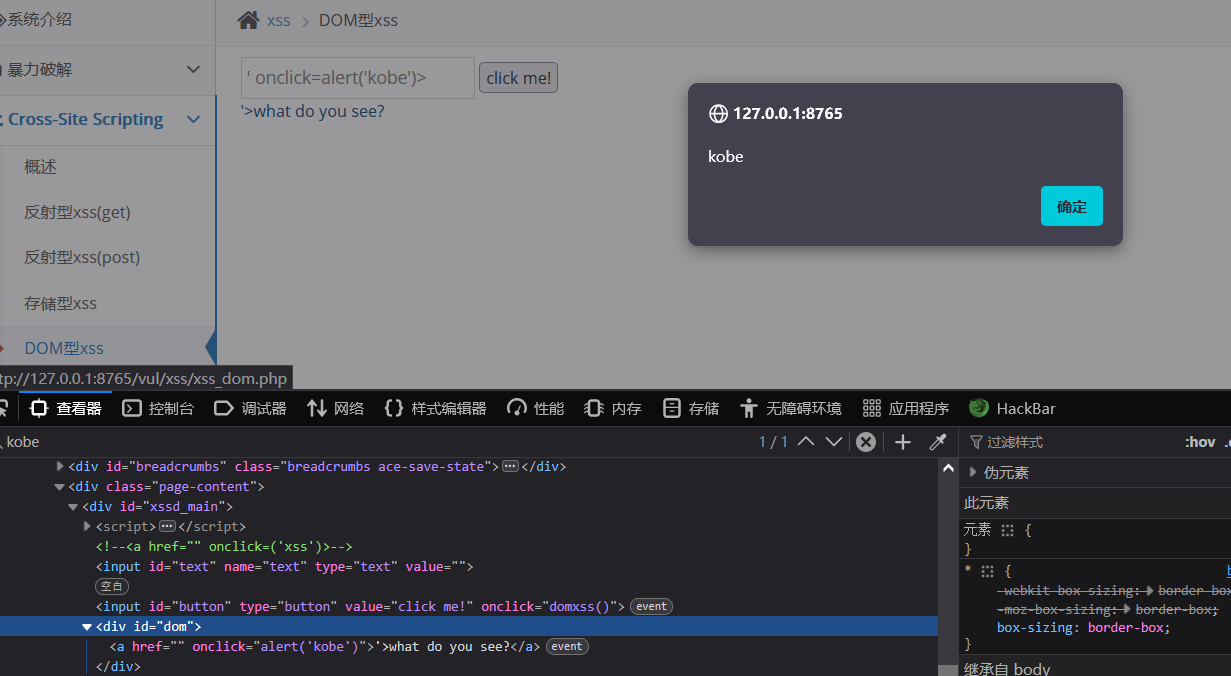 系统介绍
xss
DOM型xss
暴力破解
' onclick=alert('kobe')>
click me!
'>what do you see?
127.0.0.1:8765
kobe
确定
Cross-Site Scripting
概述
反射型xss(get)
反射型xss(post)
存储型xss
DOM型xss
tp://127.0.0.1:8765/vul/xss/xss_dom.php
查看器 控制台 调试器 网络 {} 样式编辑器 性能 内存 存储 无障碍环境 应用程序 HackBar
kobe 1 / 1
过滤样式 :hov
<div id="breadcrumbs" class="breadcrumbs ace-save-state">⋯</div>
<div class="page-content">
<div id="xssd_main">
<script>⋯</script>
<!--<a href="" onclick=('xss')>-->
<input id="text" name="text" type="text" value="">
空白
<input id="button" type="button" value="click me!" onclick="domxss()"> event
<div id="dom">
<a href="" onclick="alert('kobe')">'>what do you see?</a> event
</div>
伪元素
此元素
元素 {
}
* {
-webkit-box-sizing: border-box
-moz-box-sizing: border-box;
box-sizing: border-box;
}
继承自 body